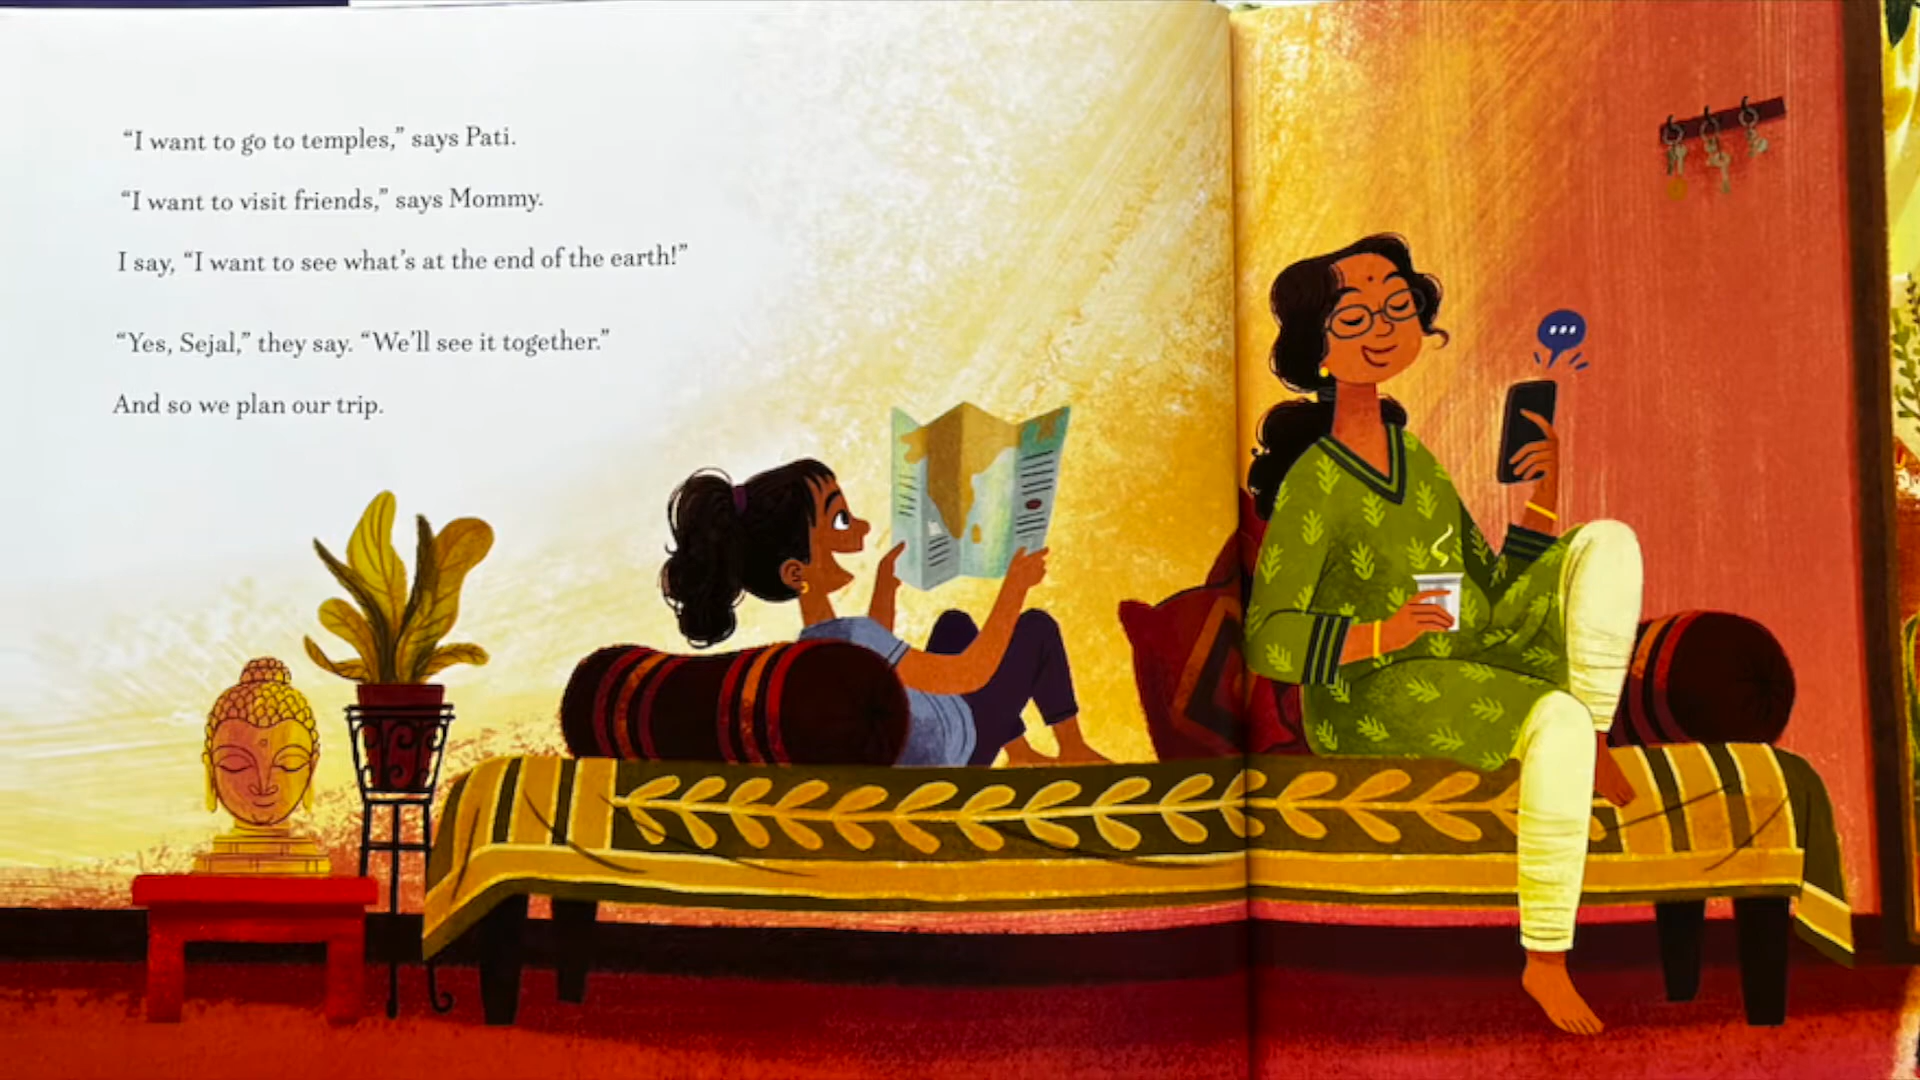 “I want to go to temples,” says Pati.
“I want to visit friends,” says Mommy.
I say, “I want to see what’s at the end of the earth!”
“Yes, Sejal,” they say. “We’ll see it together.”
And so we plan our trip.